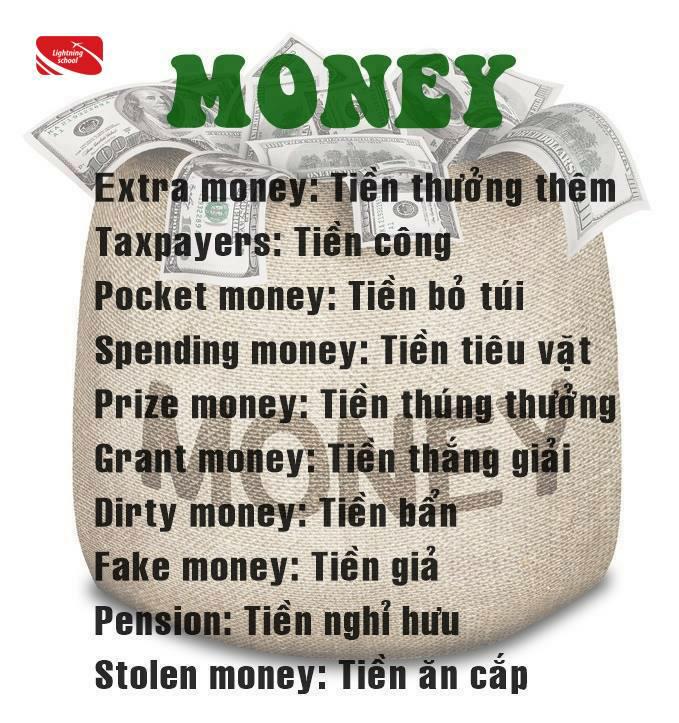 Lightning
school
MONEY
Extra money: Tiền thưởng thêm
Taxpayers: Tiền công
Pocket money: Tiền bỏ túi
Spending money: Tiền tiêu vặt
Prize money: Tiền thúng thưởng
MONEY
Grant money: Tiền thắng giải
Dirty money: Tiền bẩn
Fake money: Tiền giả
Pension: Tiền nghỉ hưu
Stolen money: Tiền ăn cắp